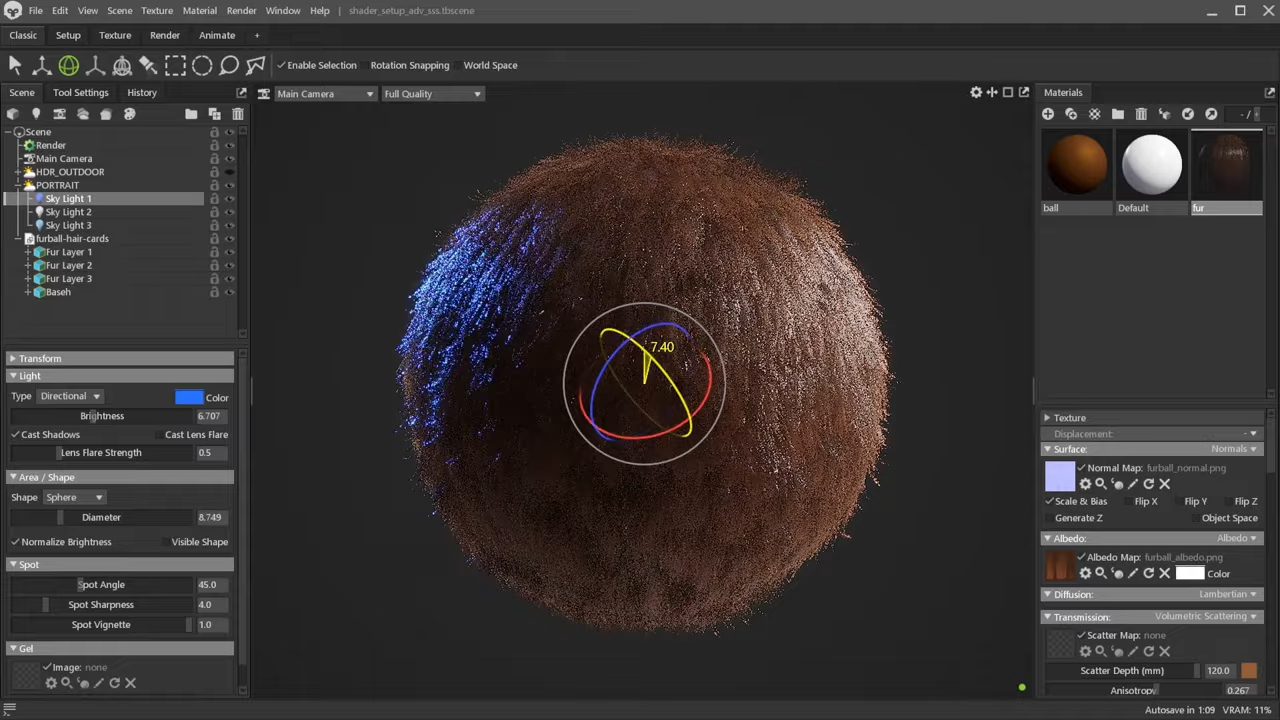 File Edit View Scene Texture Material Render Window Help | shader_setup_adv_sss.tbscene
Classic Setup Texture Render Animate +
Enable Selection Rotation Snapping World Space
Scene Tool Settings History
Main Camera Full Quality
Materials
- /
Scene
Render
Main Camera
HDR_OUTDOOR
PORTRAIT
Sky Light 1
Sky Light 2
Sky Light 3
furball-hair-cards
Fur Layer 1
Fur Layer 2
Fur Layer 3
Baseh
ball Default fur
7.40
Transform
Light
Type Directional Color
Brightness 6.707
Cast Shadows Cast Lens Flare
Lens Flare Strength 0.5
Area / Shape
Shape Sphere
Diameter 8.749
Normalize Brightness Visible Shape
Spot
Spot Angle 45.0
Spot Sharpness 4.0
Spot Vignette 1.0
Gel
Image: none
Texture
Displacement: -
Surface: Normals
Normal Map: furball_normal.png
Scale & Bias Flip X Flip Y Flip Z
Generate Z Object Space
Albedo: Albedo
Albedo Map: furball_albedo.png
Color
Diffusion: Lambertian
Transmission: Volumetric Scattering
Scatter Map: none
Scatter Depth (mm) 120.0
Anisotropy 0.267
Autosave in 1:09 VRAM: 11%